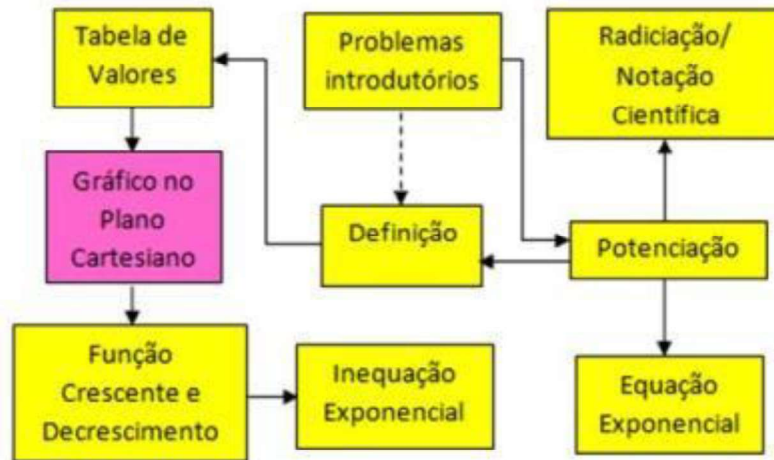 Tabela de
Valores
Problemas
introdutórios
Radiciação/
Notação
Científica
Gráfico no
Plano
Cartesiano
Definição
Potenciação
Função
Crescente e
Decrescimento
Inequação
Exponencial
Equação
Exponencial